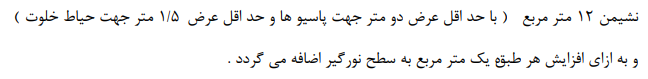 نشیمن ۱۲ متر مربع ( با حد اقل عرض دو متر جهت پاسیو ها و حد اقل عرض ۱/۵ متر جهت حیاط خلوت )
و به ازای افزایش هر طبقه یک متر مربع به سطح نورگیر اضافه می گردد .